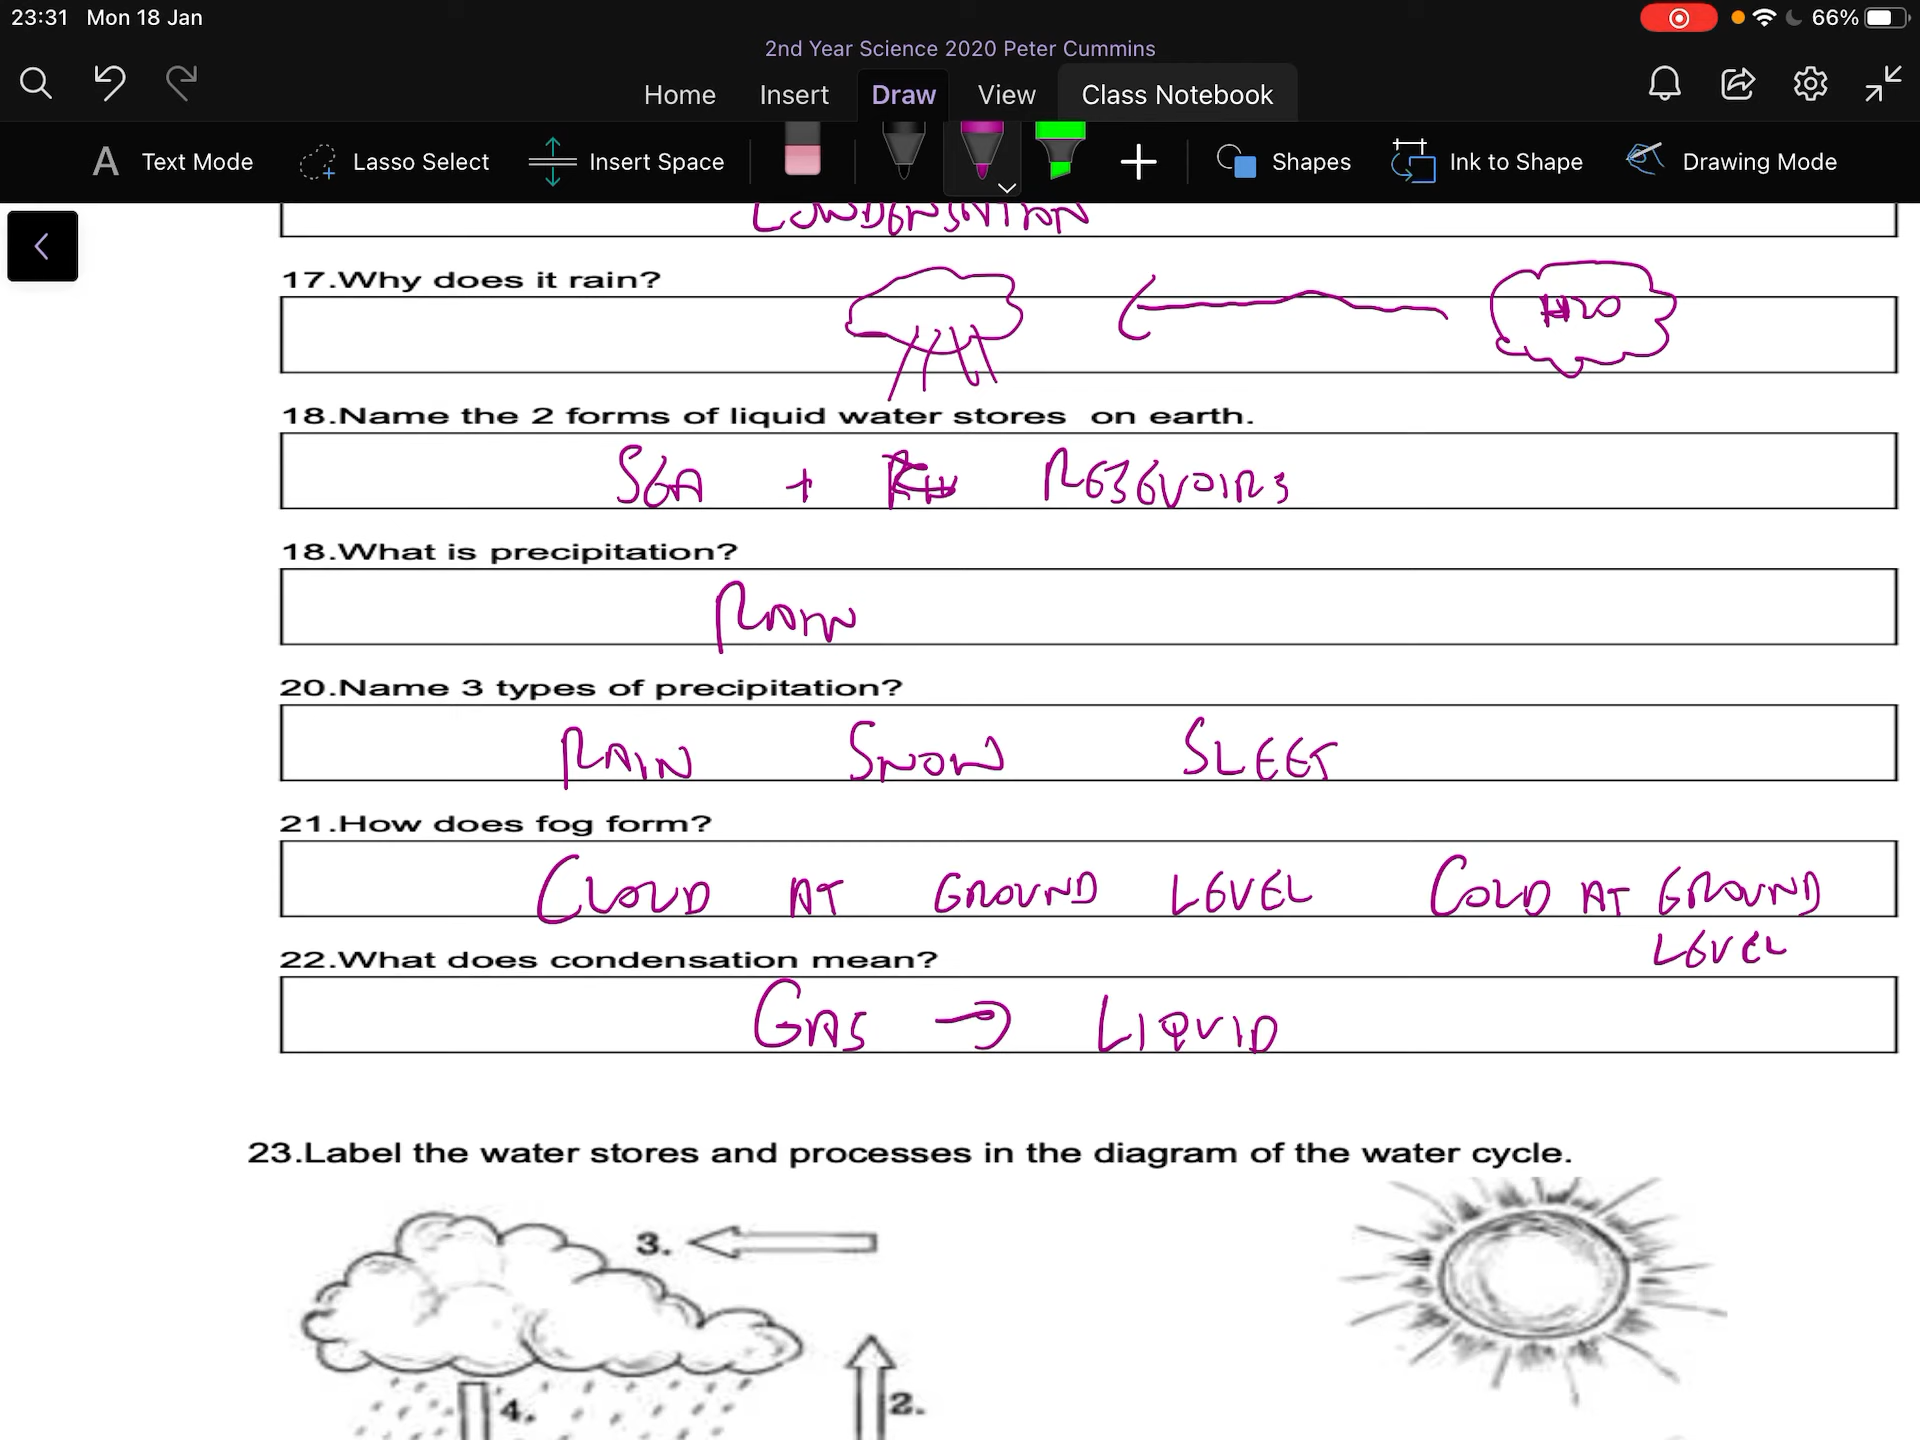 23:31 Mon 18 Jan
66%
2nd Year Science 2020 Peter Cummins
Home Insert Draw View Class Notebook
A Text Mode Lasso Select Insert Space Shapes Ink to Shape Drawing Mode
CONDENSATION
17.Why does it rain?
H20
18.Name the 2 forms of liquid water stores on earth.
SEA + RESEVOIRS
18.What is precipitation?
RAIN
20.Name 3 types of precipitation?
RAIN SNOW SLEET
21.How does fog form?
CLOUD AT GROUND LEVEL COLD AT GROUND
LEVEL
22.What does condensation mean?
GAS → LIQUID
23.Label the water stores and processes in the diagram of the water cycle.
3.
4.
2.